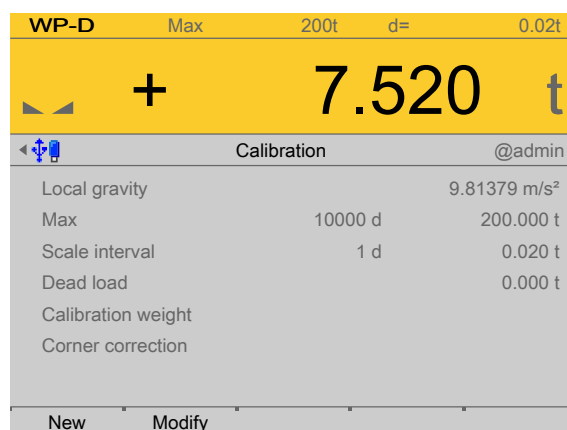 WP-D Max 200t d= 0.02t
+ 7.520 t
Calibration @admin
Local gravity 9.81379 m/s²
Max 10000 d 200.000 t
Scale interval 1 d 0.020 t
Dead load 0.000 t
Calibration weight
Corner correction
New Modify